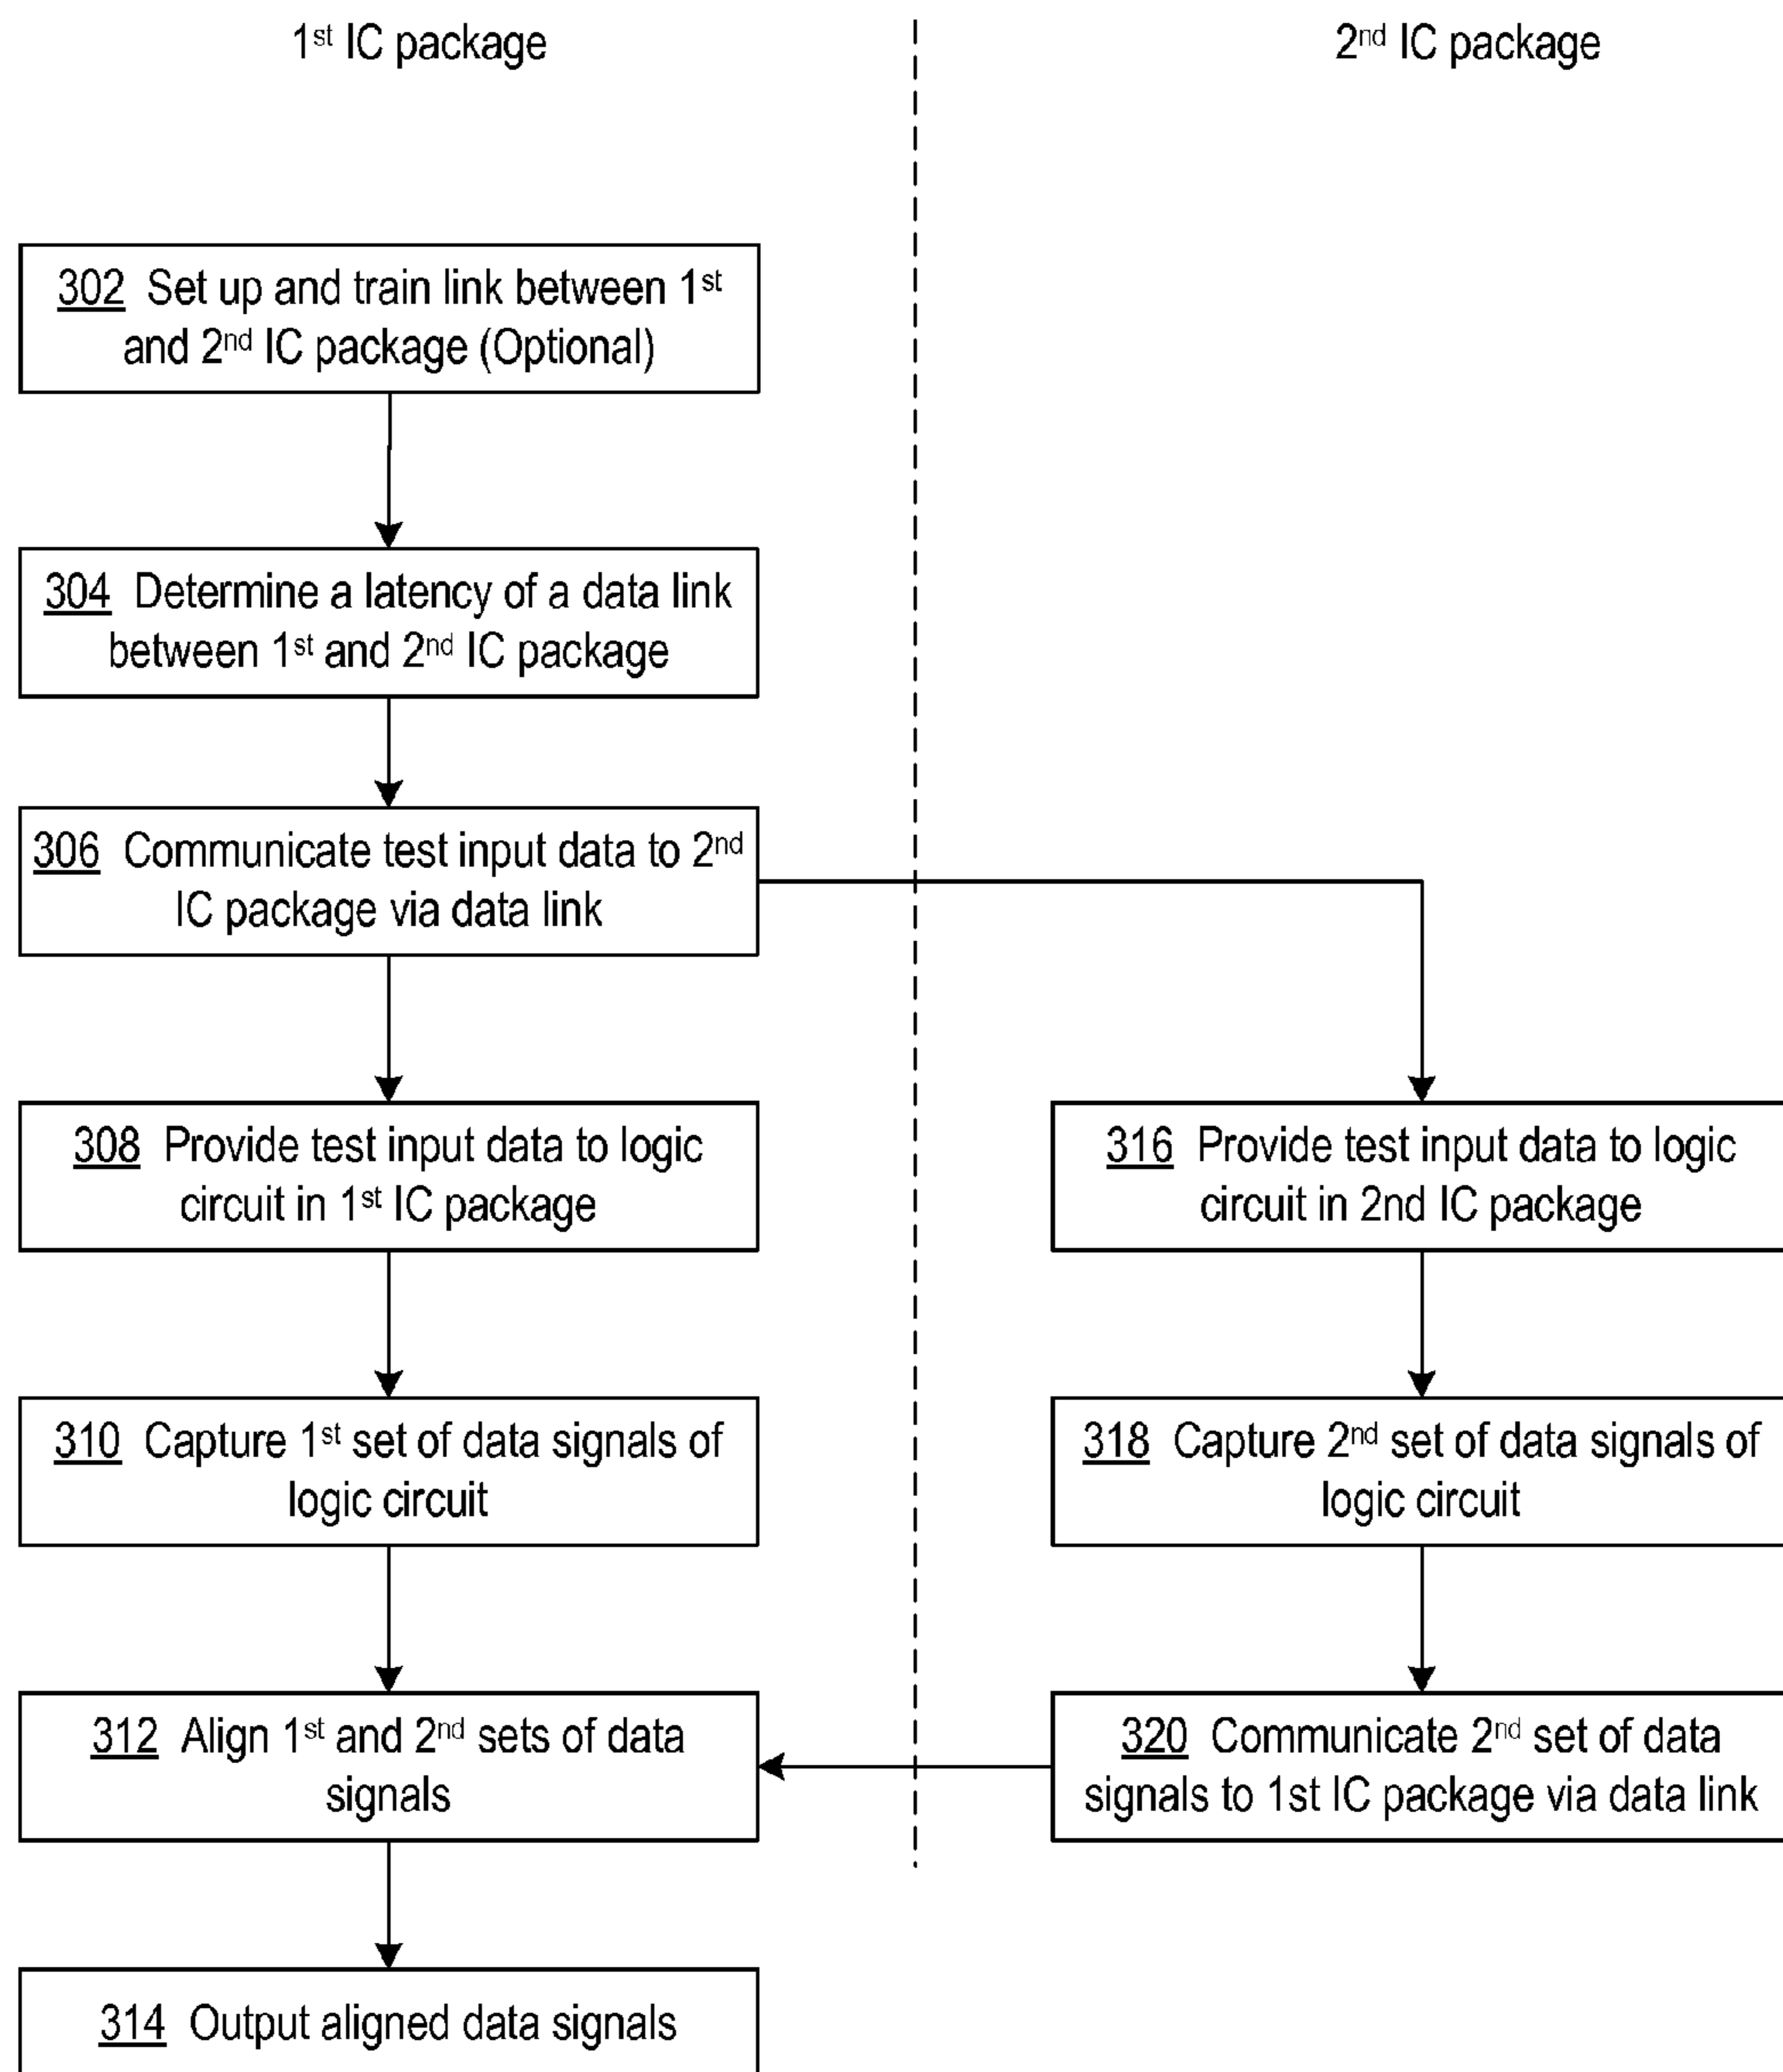 1st IC package
2nd IC package
302 Set up and train link between 1st
and 2nd IC package (Optional)
304 Determine a latency of a data link
between 1st and 2nd IC package
306 Communicate test input data to 2nd
IC package via data link
308 Provide test input data to logic
circuit in 1st IC package
316 Provide test input data to logic
circuit in 2nd IC package
310 Capture 1st set of data signals of
logic circuit
318 Capture 2nd set of data signals of
logic circuit
312 Align 1st and 2nd sets of data
signals
320 Communicate 2nd set of data
signals to 1st IC package via data link
314 Output aligned data signals